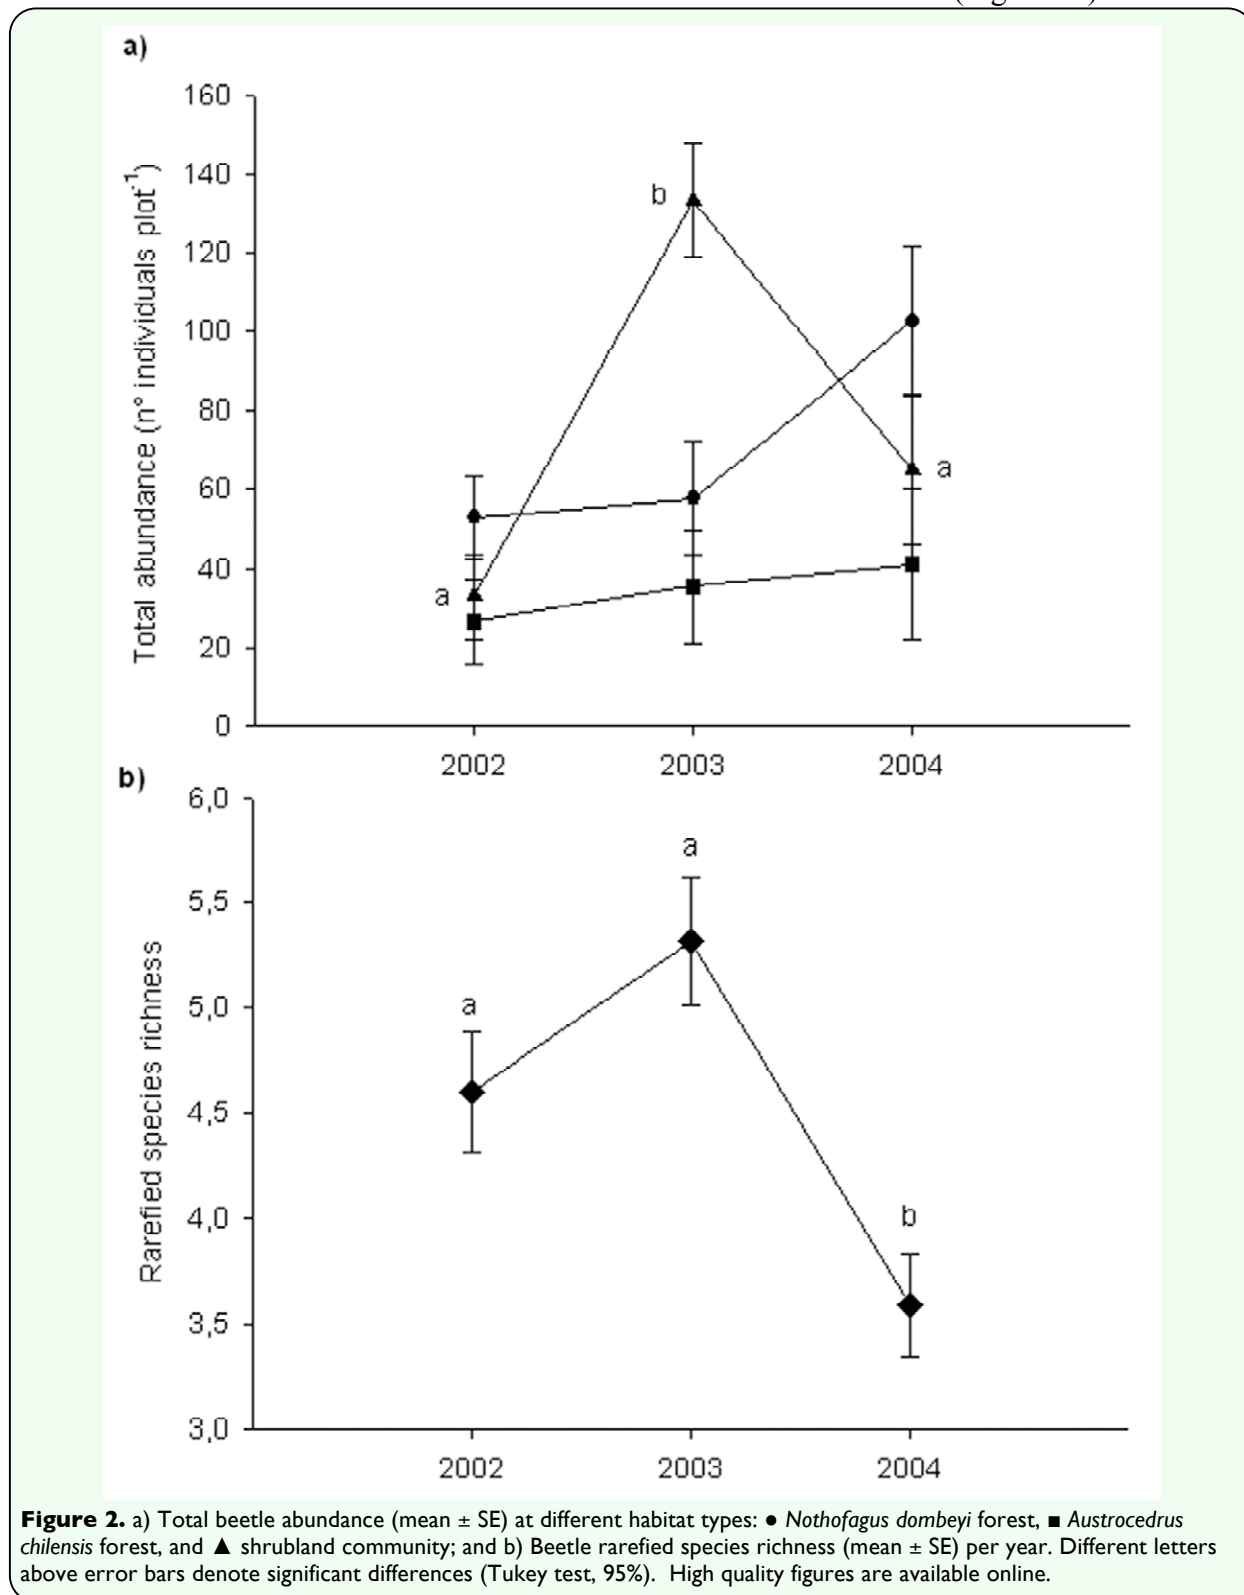 a)
160
140
120
100
80
60
40
20
0
Total abundance (n° individuals plot⁻¹)
b
a
a
2002 2003 2004
b)
6,0
5,5
5,0
4,5
4,0
3,5
3,0
Rarefied species richness
a
a
b
2002 2003 2004
Figure 2. a) Total beetle abundance (mean ± SE) at different habitat types: ● Nothofagus dombeyi forest, ■ Austrocedrus
chilensis forest, and ▲ shrubland community; and b) Beetle rarefied species richness (mean ± SE) per year. Different letters
above error bars denote significant differences (Tukey test, 95%). High quality figures are available online.